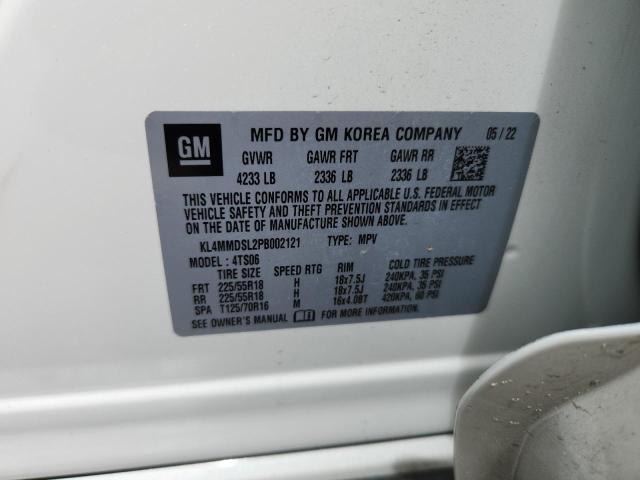 GM
MFD BY GM KOREA COMPANY 05/22
GVWR GAWR FRT GAWR RR
4233 LB 2336 LB 2336 LB
THIS VEHICLE CONFORMS TO ALL APPLICABLE U.S. FEDERAL MOTOR
VEHICLE SAFETY AND THEFT PREVENTION STANDARDS IN EFFECT
ON THE DATE OF MANUFACTURE SHOWN ABOVE.
KL4MMDSL2PB002121 TYPE: MPV
MODEL: 4TS06
TIRE SIZE SPEED RTG RIM COLD TIRE PRESSURE
FRT 225/55R18 H 18x7.5J 240KPA, 35 PSI
RR 225/55R18 H 18x7.5J 240KPA, 35 PSI
SPA T125/70R16 M 16x4.0BT 420KPA, 60 PSI
SEE OWNER'S MANUAL FOR MORE INFORMATION